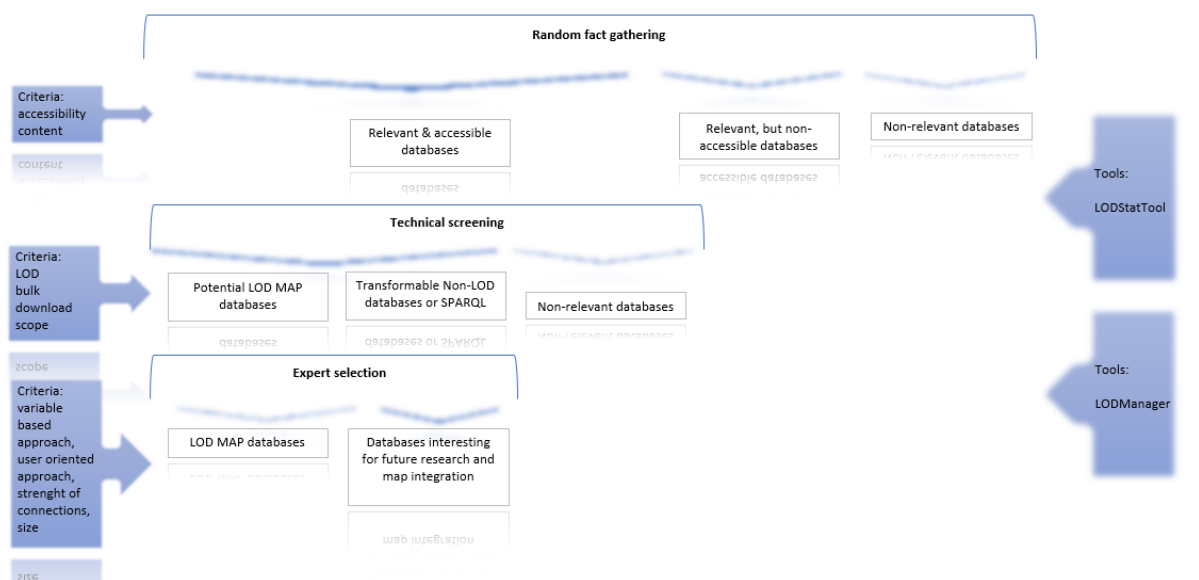 Random fact gathering
Criteria:
accessibility
content
Relevant & accessible
databases
Relevant, but non-
accessible databases
Non-relevant databases
Tools:
LODStatTool
Technical screening
Criteria:
LOD
bulk
download
scope
Potential LOD MAP
databases
Transformable Non-LOD
databases or SPARQL
Non-relevant databases
Tools:
LODManager
Expert selection
Criteria:
variable
based
approach,
user oriented
approach,
strenght of
connections,
size
LOD MAP databases
Databases interesting
for future research and
map integration